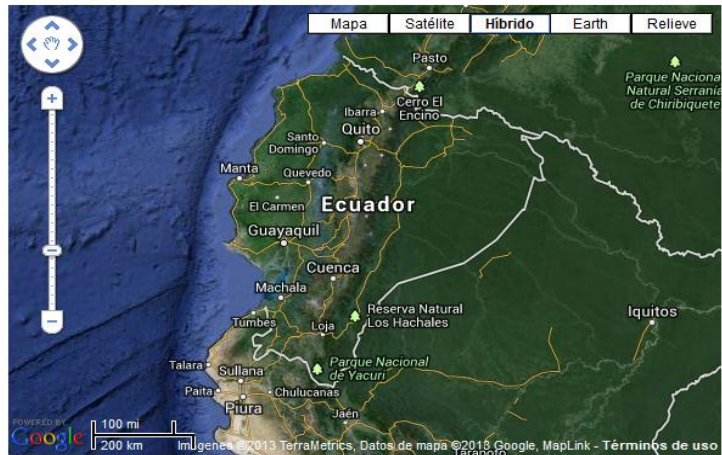 Mapa
Satélite
Híbrido
Earth
Relieve
Pasto
Parque Naciona
Natural Serranía
de Chiribiquete
Cerro El
Encino
Ibarra
Quito
Santo
Domingo
Manta
Quevedo
El Carmen
Ecuador
Guayaquil
Cuenca
Machala
Reserva Natural
Los Hachales
Iquitos
Tumbes
Loja
Talara
Sullana
Parque Nacional
de Yacuri
Paita
Chulucanas
Piura
Jaén
POWERED BY
Google
100 mi
200 km
Imágenes ©2013 TerraMetrics, Datos de mapa ©2013 Google, MapLink - Términos de uso
Tarapoto